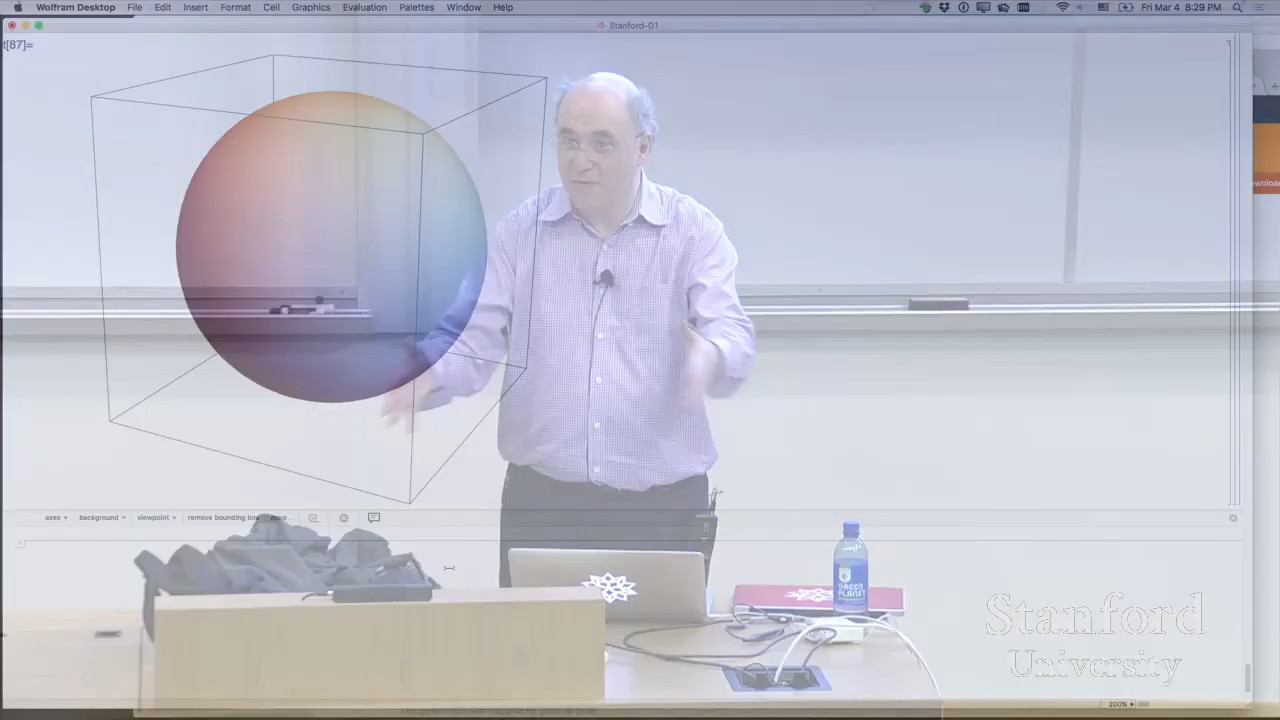 Wolfram Desktop File Edit Insert Format Cell Graphics Evaluation Palettes Window Help Fri Mar 4 8:29 PM
Stanford-01
t[87]=
ownload
axes background viewpoint remove bounding box more
GREEN
PLANET
Stanford
University
200%